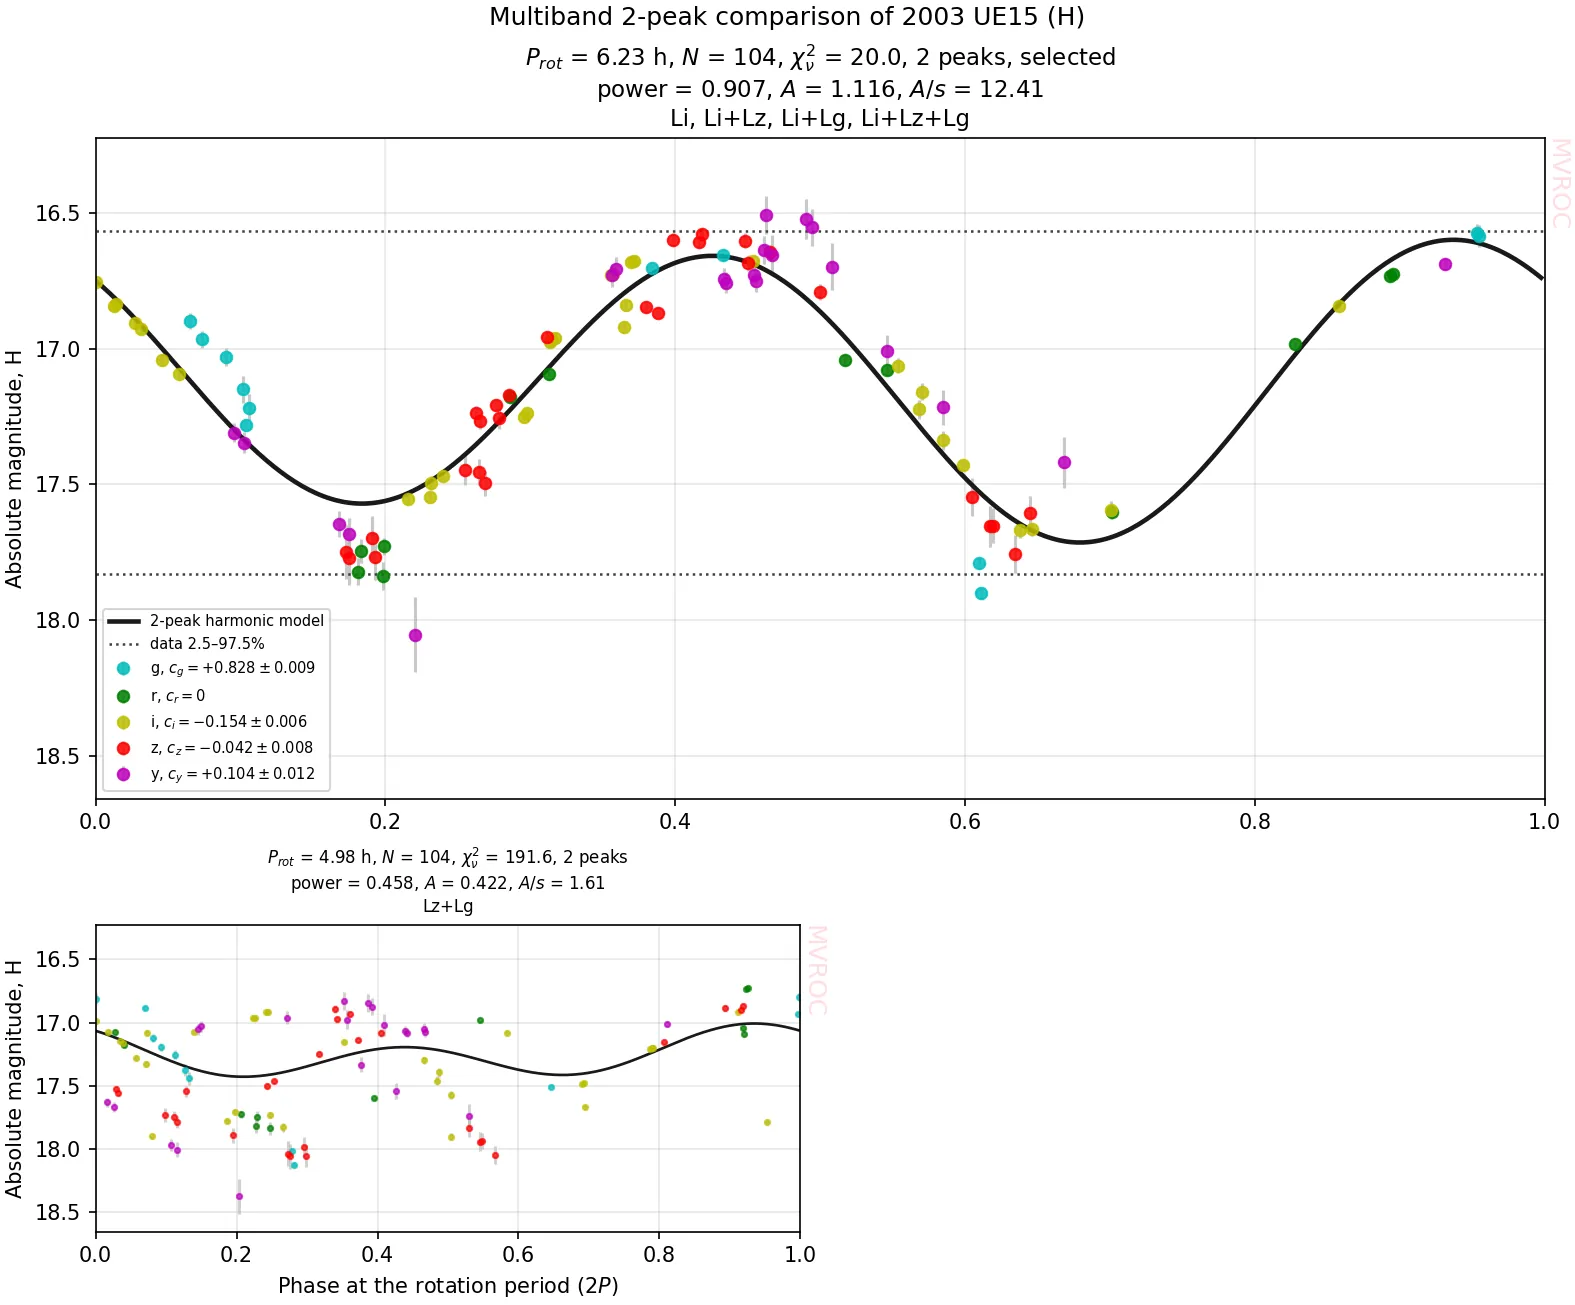 Multiband 2-peak comparison of 2003 UE15 (H)
P_rot = 6.23 h, N = 104, χ²_ν = 20.0, 2 peaks, selected
power = 0.907, A = 1.116, A/s = 12.41
Li, Li+Lz, Li+Lg, Li+Lz+Lg
MVROC
Absolute magnitude, H
16.5
17.0
17.5
18.0
18.5
2-peak harmonic model
data 2.5–97.5%
g, c_g = +0.828 ± 0.009
r, c_r = 0
i, c_i = −0.154 ± 0.006
z, c_z = −0.042 ± 0.008
y, c_y = +0.104 ± 0.012
0.0 0.2 0.4 0.6 0.8 1.0
P_rot = 4.98 h, N = 104, χ²_ν = 191.6, 2 peaks
power = 0.458, A = 0.422, A/s = 1.61
Lz+Lg
MVROC
Absolute magnitude, H
16.5
17.0
17.5
18.0
18.5
0.0 0.2 0.4 0.6 0.8 1.0
Phase at the rotation period (2P)